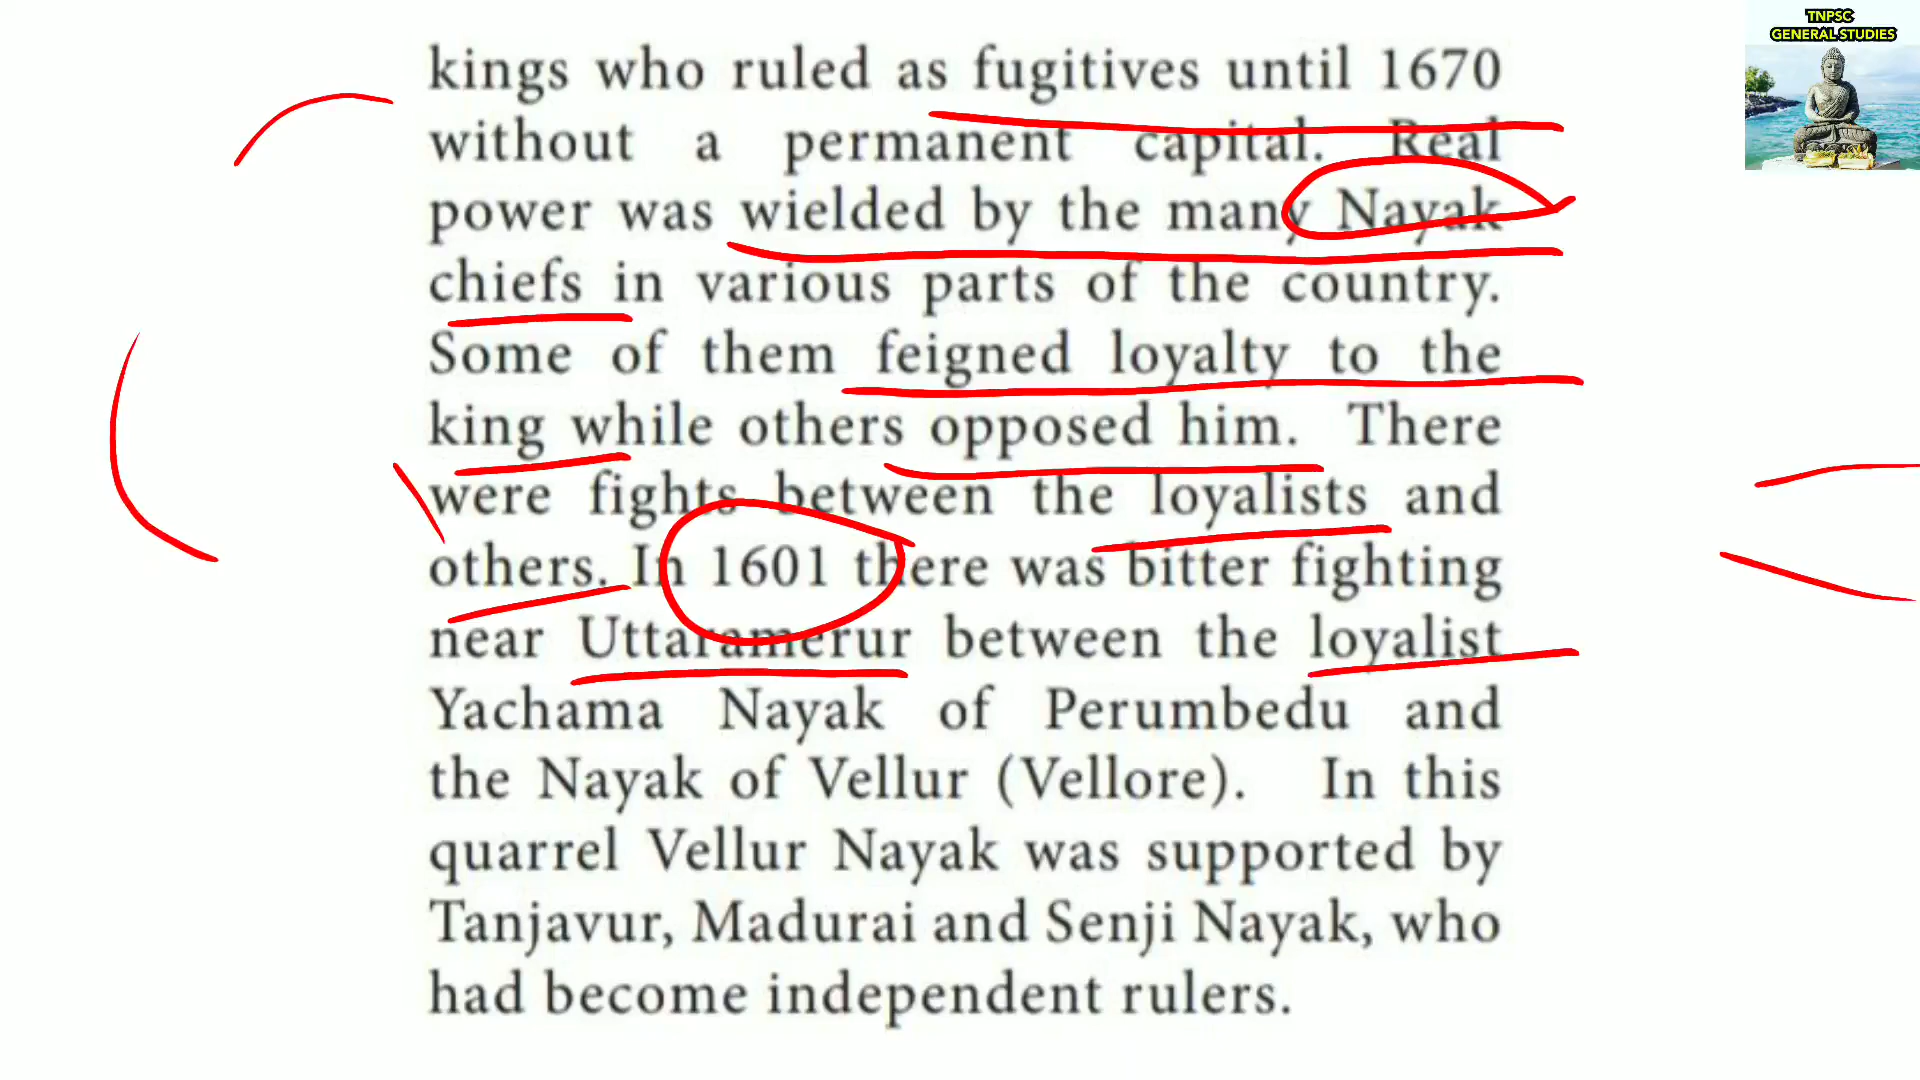 TNPSC
GENERAL STUDIES
kings who ruled as fugitives until 1670
without a permanent capital. Real
power was wielded by the many Nayak
chiefs in various parts of the country.
Some of them feigned loyalty to the
king while others opposed him. There
were fights between the loyalists and
others. In 1601 there was bitter fighting
near Uttaramerur between the loyalist
Yachama Nayak of Perumbedu and
the Nayak of Vellur (Vellore). In this
quarrel Vellur Nayak was supported by
Tanjavur, Madurai and Senji Nayak, who
had become independent rulers.